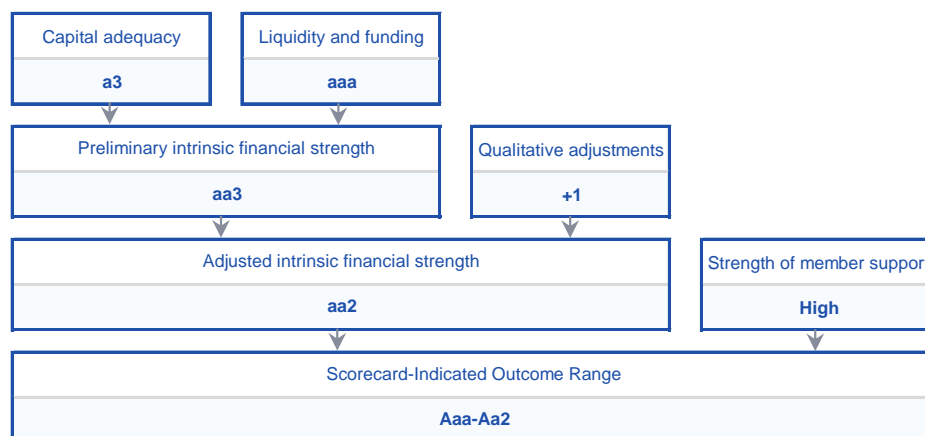 Capital adequacy
a3
Liquidity and funding
aaa
Preliminary intrinsic financial strength
aa3
Qualitative adjustments
+1
Adjusted intrinsic financial strength
aa2
Strength of member suppor
High
Scorecard-Indicated Outcome Range
Aaa-Aa2